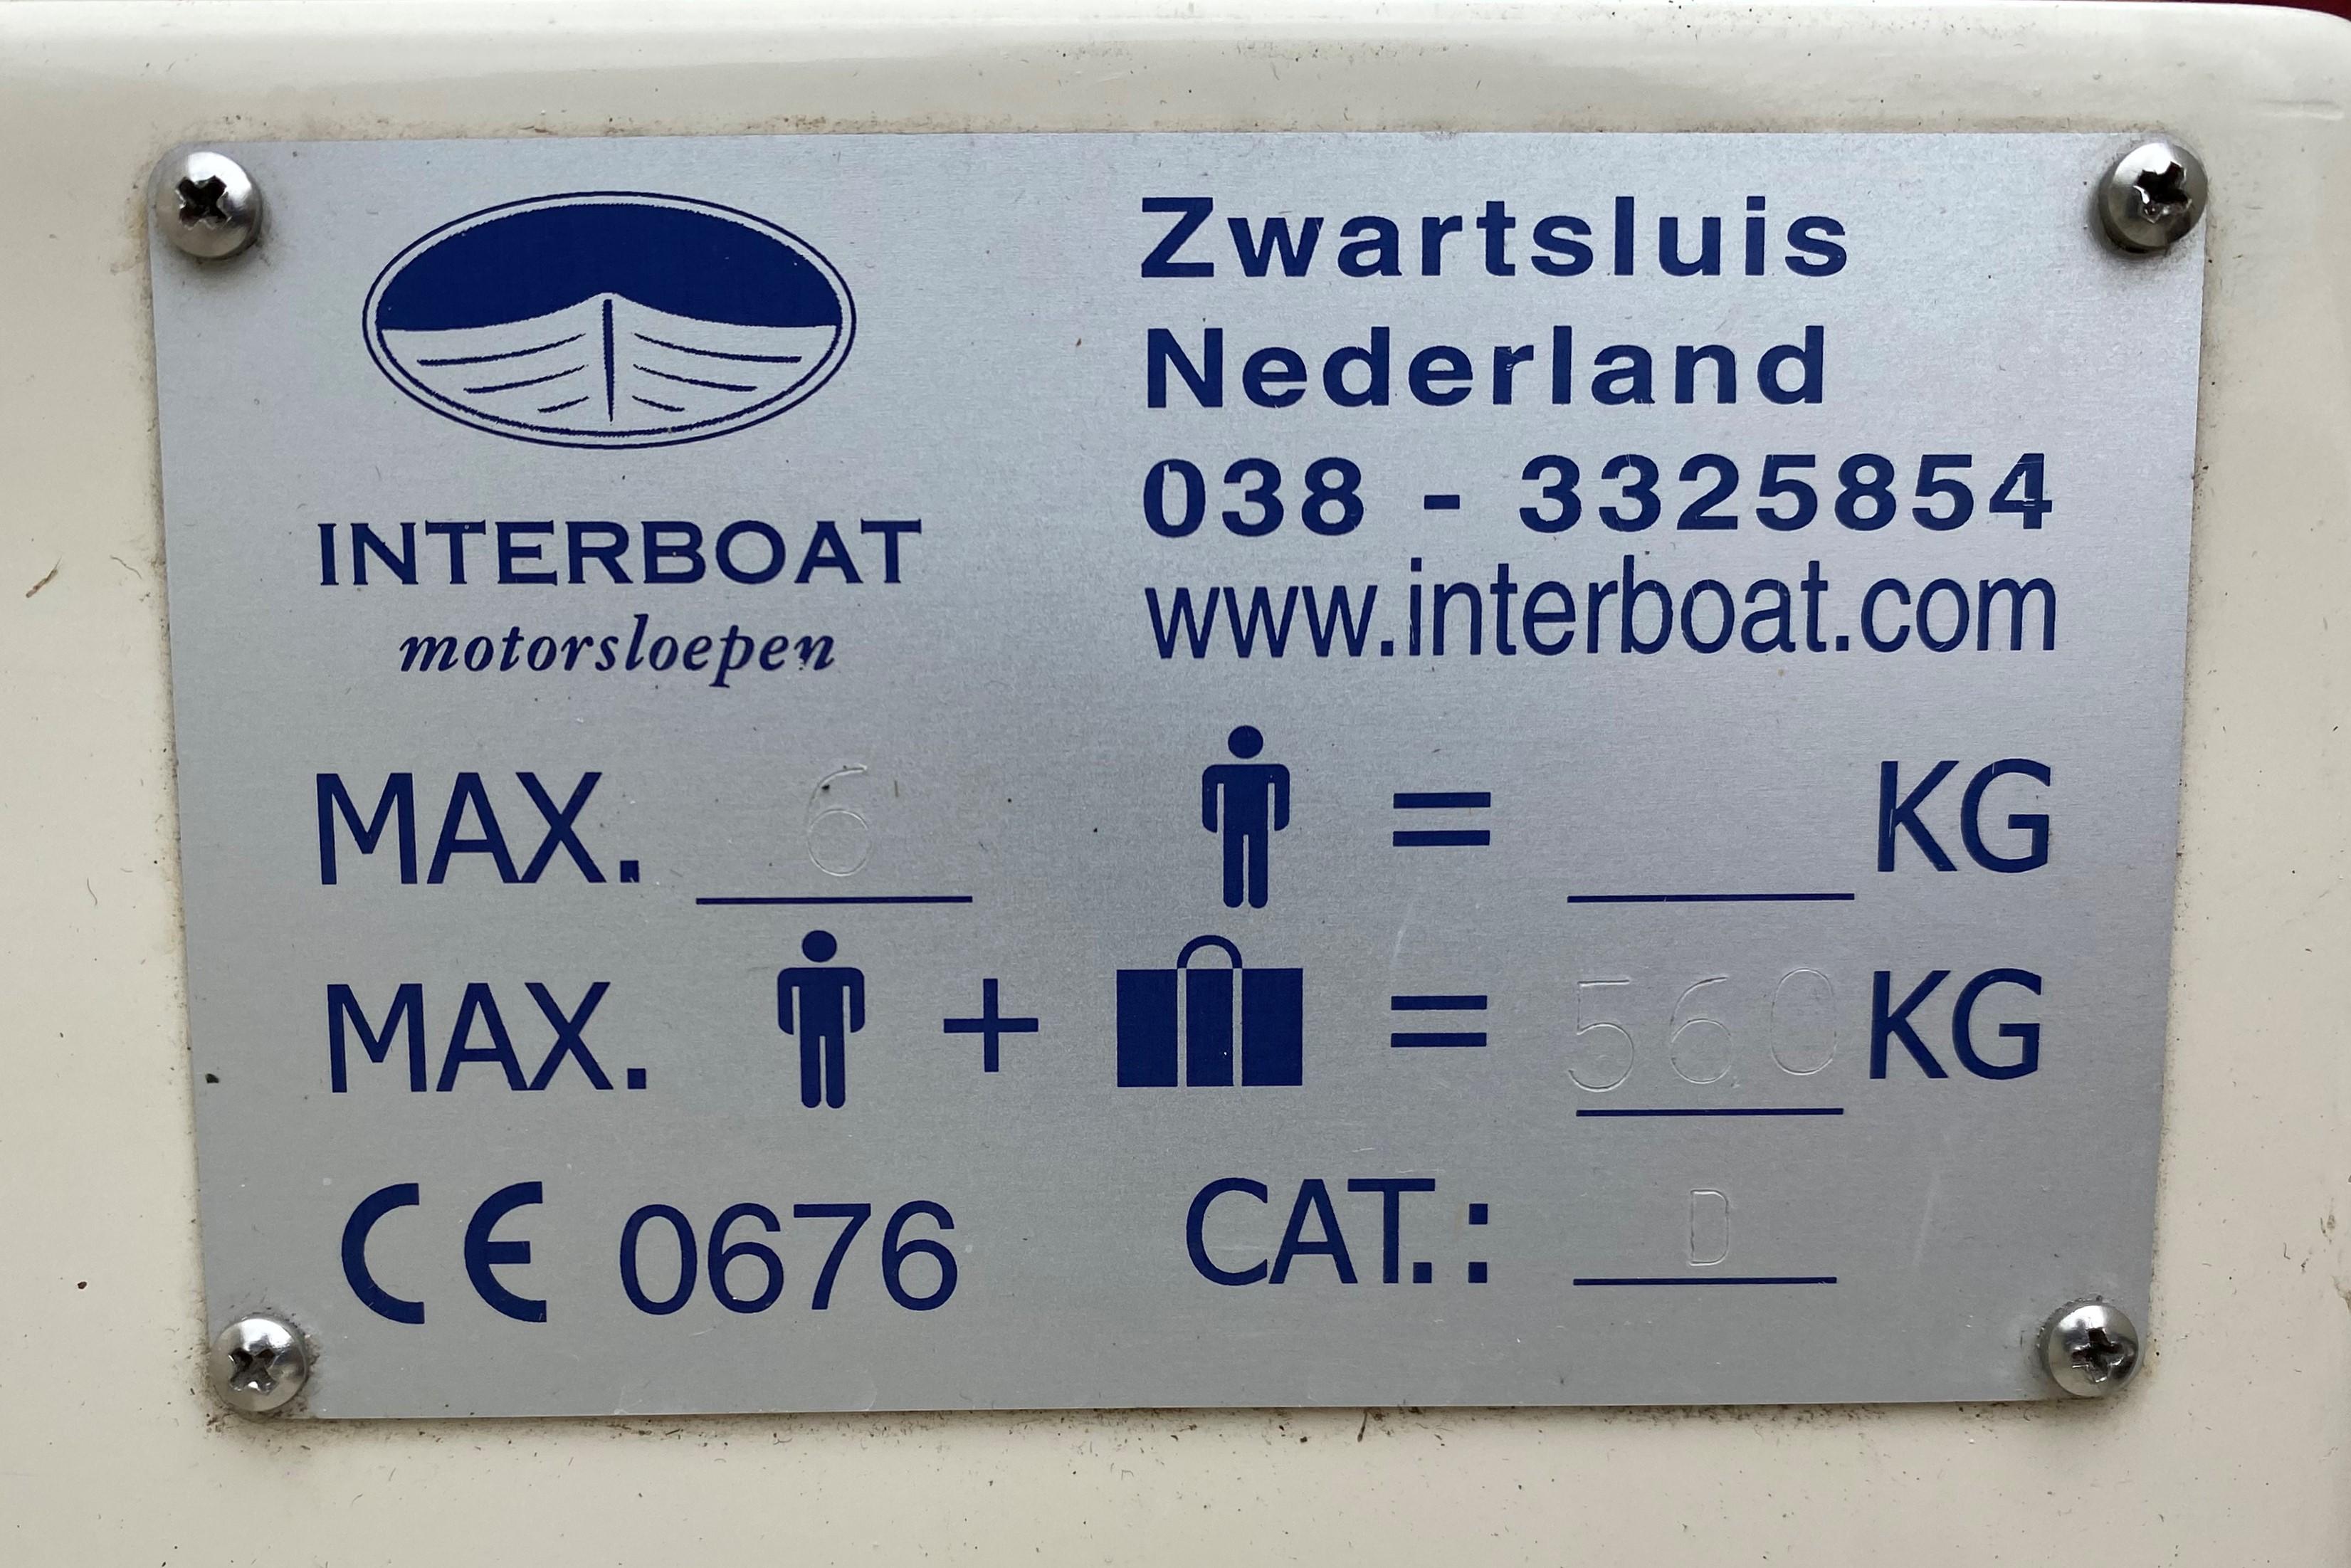 INTERBOAT
motorsloepen
Zwartsluis
Nederland
038 - 3325854
www.interboat.com
MAX. 6 = KG
MAX. + = 560 KG
CE 0676
CAT.: D